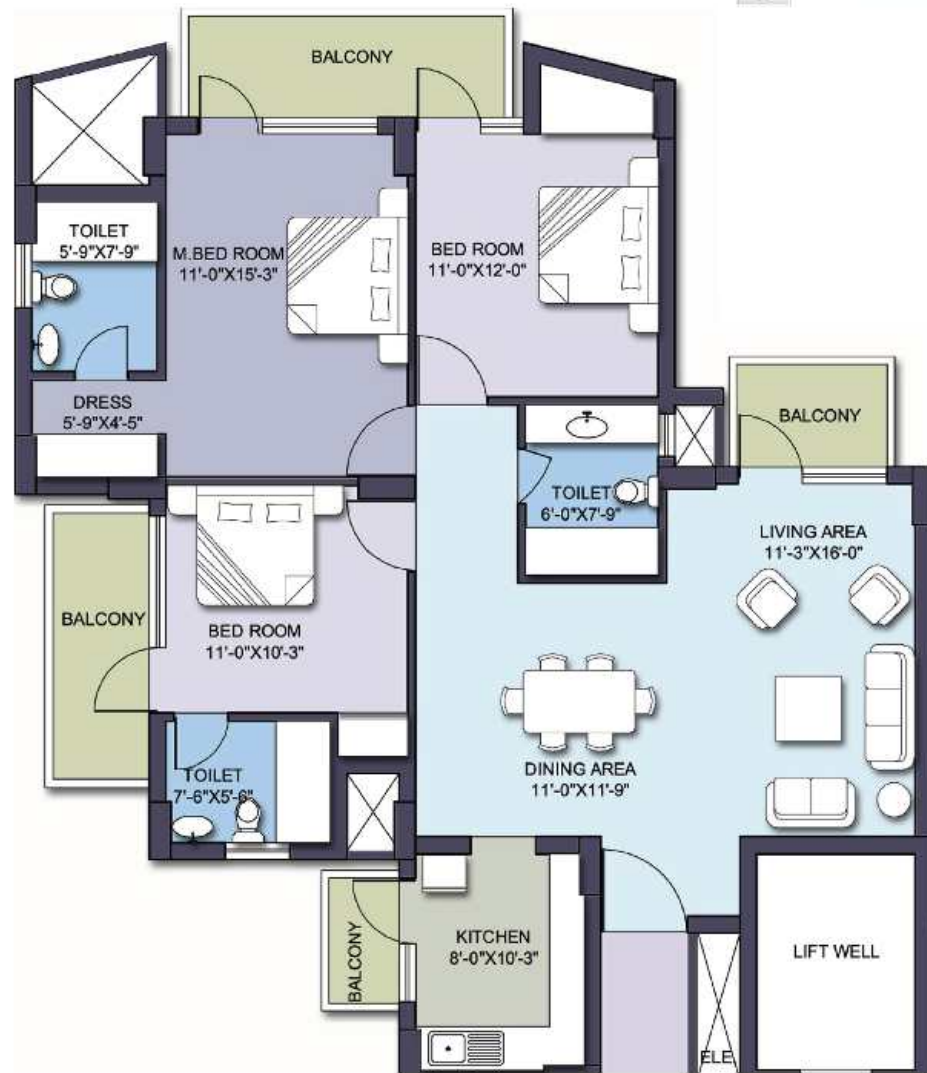 BALCONY
TOILET
5'-9"X7'-9"
M.BED ROOM
11'-0"X15'-3"
BED ROOM
11'-0"X12'-0"
DRESS
5'-9"X4'-5"
BALCONY
TOILET
6'-0"X7'-9"
LIVING AREA
11'-3"X16'-0"
BALCONY
BED ROOM
11'-0"X10'-3"
DINING AREA
11'-0"X11'-9"
TOILET
7'-6"X5'-6"
BALCONY
KITCHEN
8'-0"X10'-3"
LIFT WELL
ELE